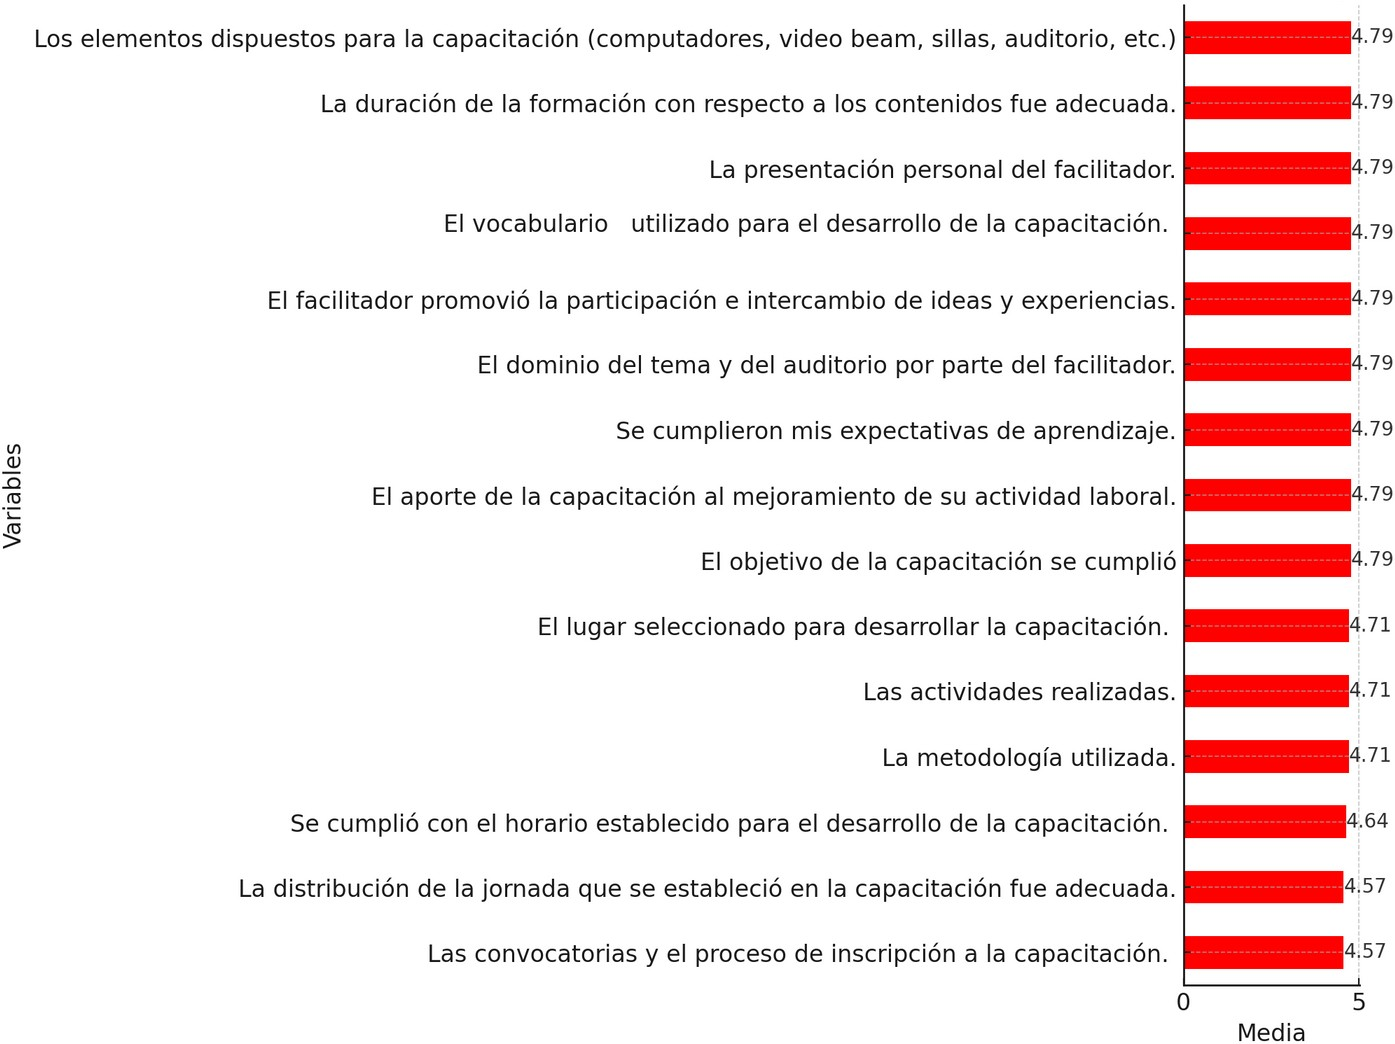 Los elementos dispuestos para la capacitación (computadores, video beam, sillas, auditorio, etc.) 4.79
La duración de la formación con respecto a los contenidos fue adecuada. 4.79
La presentación personal del facilitador. 4.79
El vocabulario   utilizado para el desarrollo de la capacitación. 4.79
El facilitador promovió la participación e intercambio de ideas y experiencias. 4.79
El dominio del tema y del auditorio por parte del facilitador. 4.79
Se cumplieron mis expectativas de aprendizaje. 4.79
El aporte de la capacitación al mejoramiento de su actividad laboral. 4.79
El objetivo de la capacitación se cumplió 4.79
El lugar seleccionado para desarrollar la capacitación. 4.71
Las actividades realizadas. 4.71
La metodología utilizada. 4.71
Se cumplió con el horario establecido para el desarrollo de la capacitación. 4.64
La distribución de la jornada que se estableció en la capacitación fue adecuada. 4.57
Las convocatorias y el proceso de inscripción a la capacitación. 4.57
Variables
0 5
Media